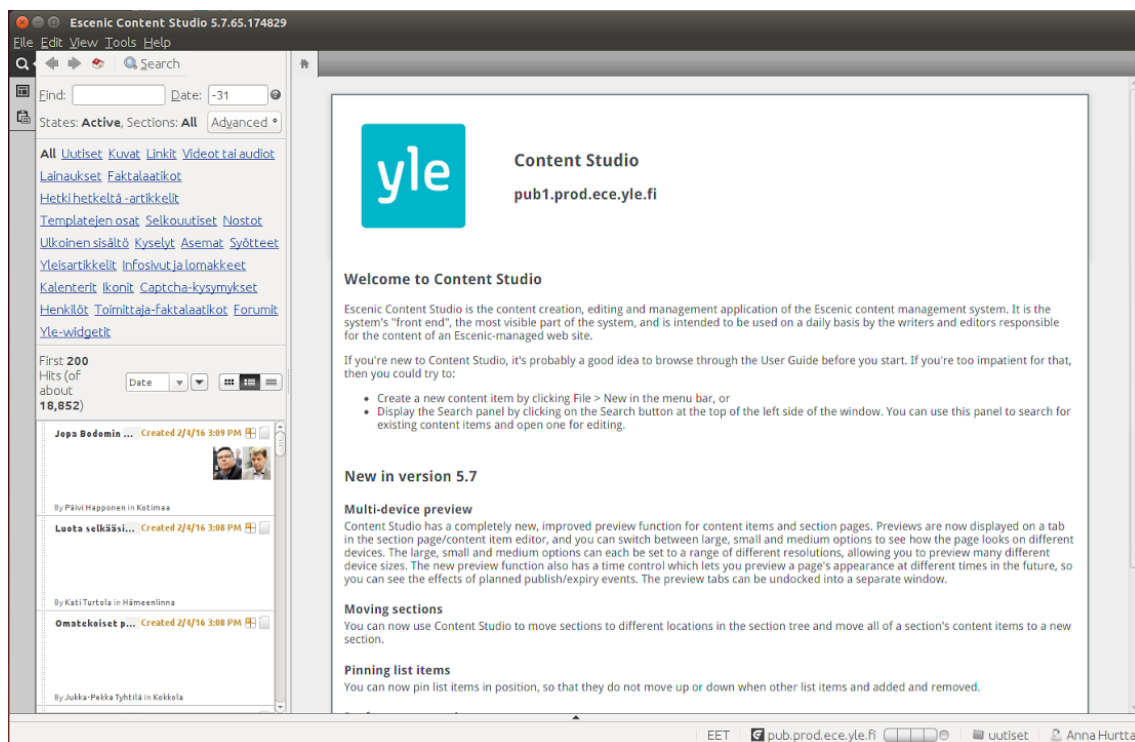 Escenic Content Studio 5.7.65.174829
File Edit View Tools Help
Search
Find: Date: -31
States: Active, Sections: All Advanced
All Uutiset Kuvat Linkit Videot tai audiot
Lainaukset Faktalaatikot
Hetki hetkeltä -artikkelit
Templatejen osat Selkouutiset Nostot
Ulkoinen sisältö Kyselyt Asemat Syötteet
Yleisartikkelit Infosivut ja lomakkeet
Kalenterit Ikonit Captcha-kysymykset
Henkilöt Toimittaja-faktalaatikot Forumit
Yle-widgetit
First 200
Hits (of
about
18,852)
Date
Jopa Bodomin ... Created 2/4/16 3:09 PM
By Päivi Happonen in Kotimaa
Luota selkääsi... Created 2/4/16 3:08 PM
By Kati Turtola in Hämeenlinna
Omatekoiset p... Created 2/4/16 3:08 PM
By Jukka-Pekka Tyhtilä in Kokkola
yle
Content Studio
pub1.prod.ece.yle.fi
Welcome to Content Studio
Escenic Content Studio is the content creation, editing and management application of the Escenic content management system. It is the
system's "front end", the most visible part of the system, and is intended to be used on a daily basis by the writers and editors responsible
for the content of an Escenic-managed web site.
If you're new to Content Studio, it's probably a good idea to browse through the User Guide before you start. If you're too impatient for that,
then you could try to:
• Create a new content item by clicking File > New in the menu bar, or
• Display the Search panel by clicking on the Search button at the top of the left side of the window. You can use this panel to search for
existing content items and open one for editing.
New in version 5.7
Multi-device preview
Content Studio has a completely new, improved preview function for content items and section pages. Previews are now displayed on a tab
in the section page/content item editor, and you can switch between large, small and medium options to see how the page looks on different
devices. The large, small and medium options can each be set to a range of different resolutions, allowing you to preview many different
device sizes. The new preview function also has a time control which lets you preview a page's appearance at different times in the future, so
you can see the effects of planned publish/expiry events. The preview tabs can be undocked into a separate window.
Moving sections
You can now use Content Studio to move sections to different locations in the section tree and move all of a section's content items to a new
section.
Pinning list items
You can now pin list items in position, so that they do not move up or down when other list items and added and removed.
EET pub.prod.ece.yle.fi uutiset Anna Hurtta